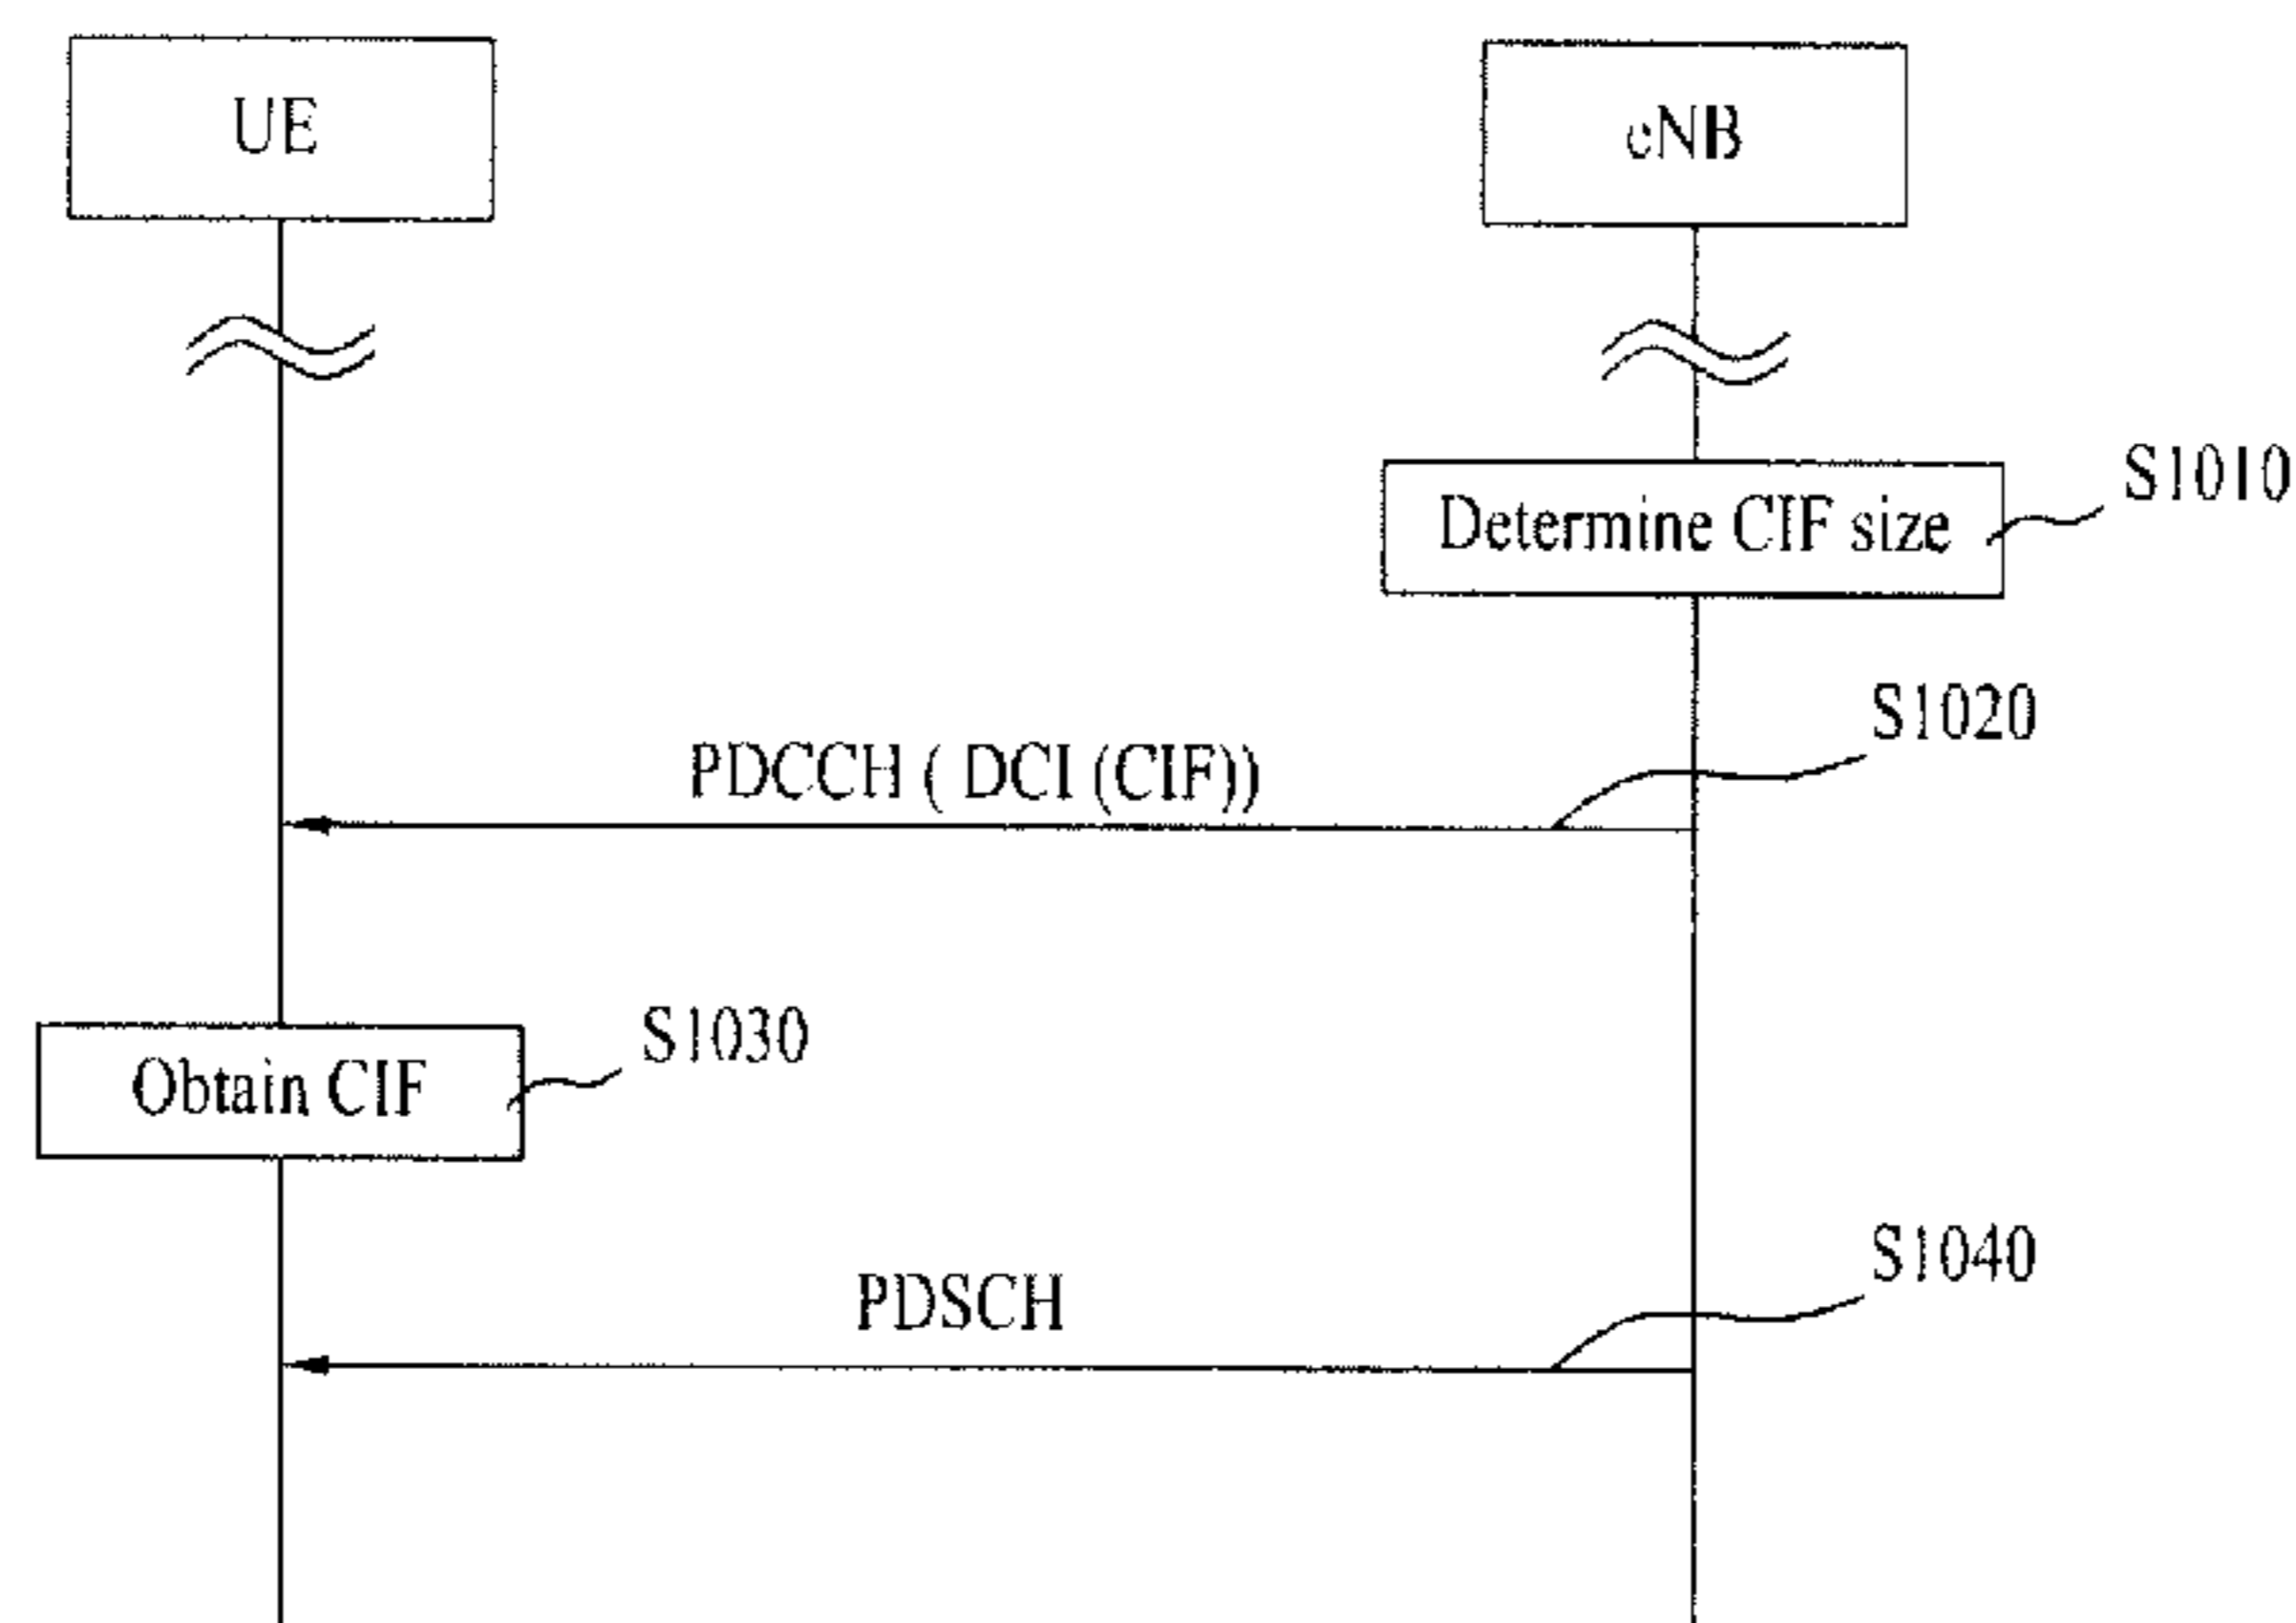 UE
eNB
Determine CIF size
S1010
S1020
PDCCH ( DCI (CIF))
Obtain CIF
S1030
S1040
PDSCH